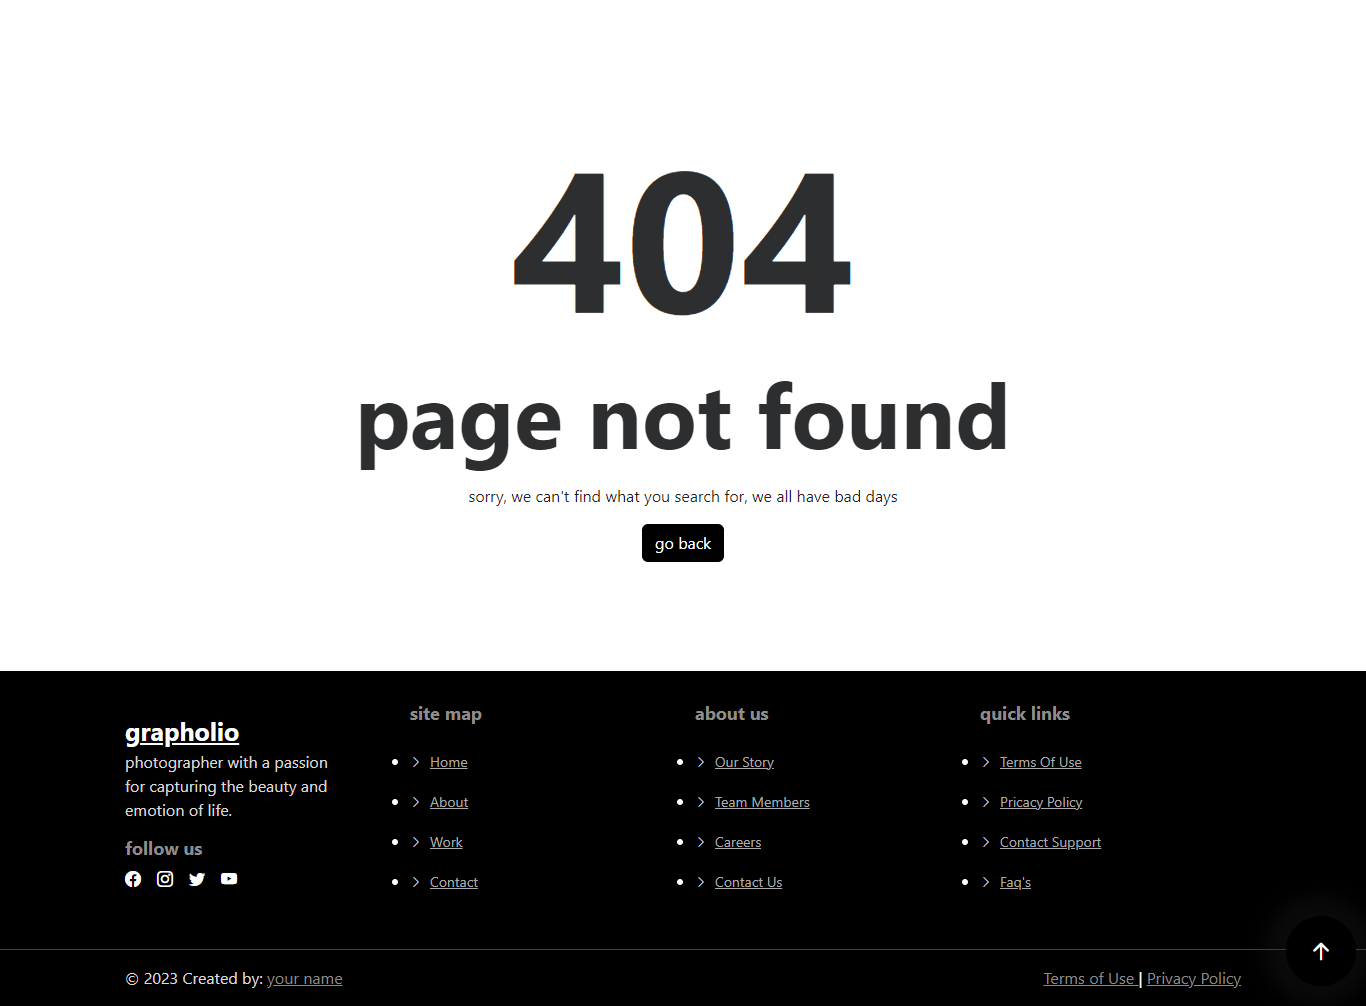 404
page not found
sorry, we can't find what you search for, we all have bad days
go back
grapholio
photographer with a passion
for capturing the beauty and
emotion of life.
follow us
site map
Home
About
Work
Contact
about us
Our Story
Team Members
Careers
Contact Us
quick links
Terms Of Use
Pricacy Policy
Contact Support
Faq's
© 2023 Created by: your name
Terms of Use | Privacy Policy